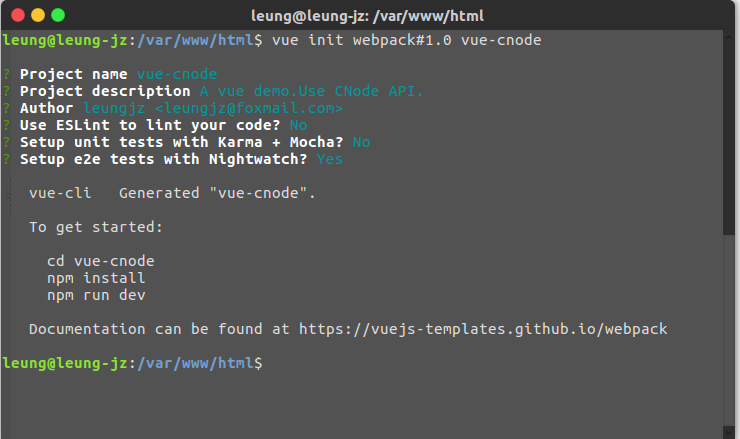 leung@leung-jz: /var/www/html
leung@leung-jz:/var/www/html$ vue init webpack#1.0 vue-cnode
? Project name vue-cnode
? Project description A vue demo.Use CNode API.
? Author leungjz <leungjz@foxmail.com>
? Use ESLint to lint your code? No
? Setup unit tests with Karma + Mocha? No
? Setup e2e tests with Nightwatch? Yes
vue-cli   Generated "vue-cnode".
To get started:
cd vue-cnode
npm install
npm run dev
Documentation can be found at https://vuejs-templates.github.io/webpack
leung@leung-jz:/var/www/html$